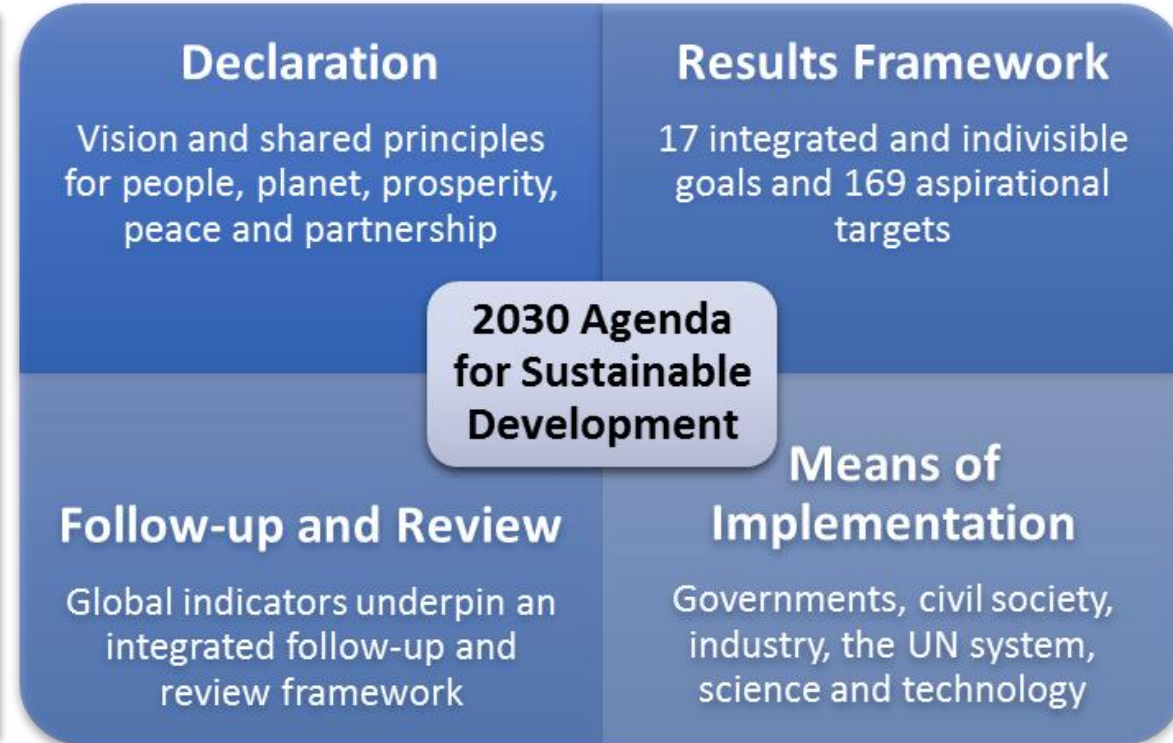 Declaration
Vision and shared principles
for people, planet, prosperity,
peace and partnership
Results Framework
17 integrated and indivisible
goals and 169 aspirational
targets
2030 Agenda
for Sustainable
Development
Follow-up and Review
Global indicators underpin an
integrated follow-up and
review framework
Means of
Implementation
Governments, civil society,
industry, the UN system,
science and technology